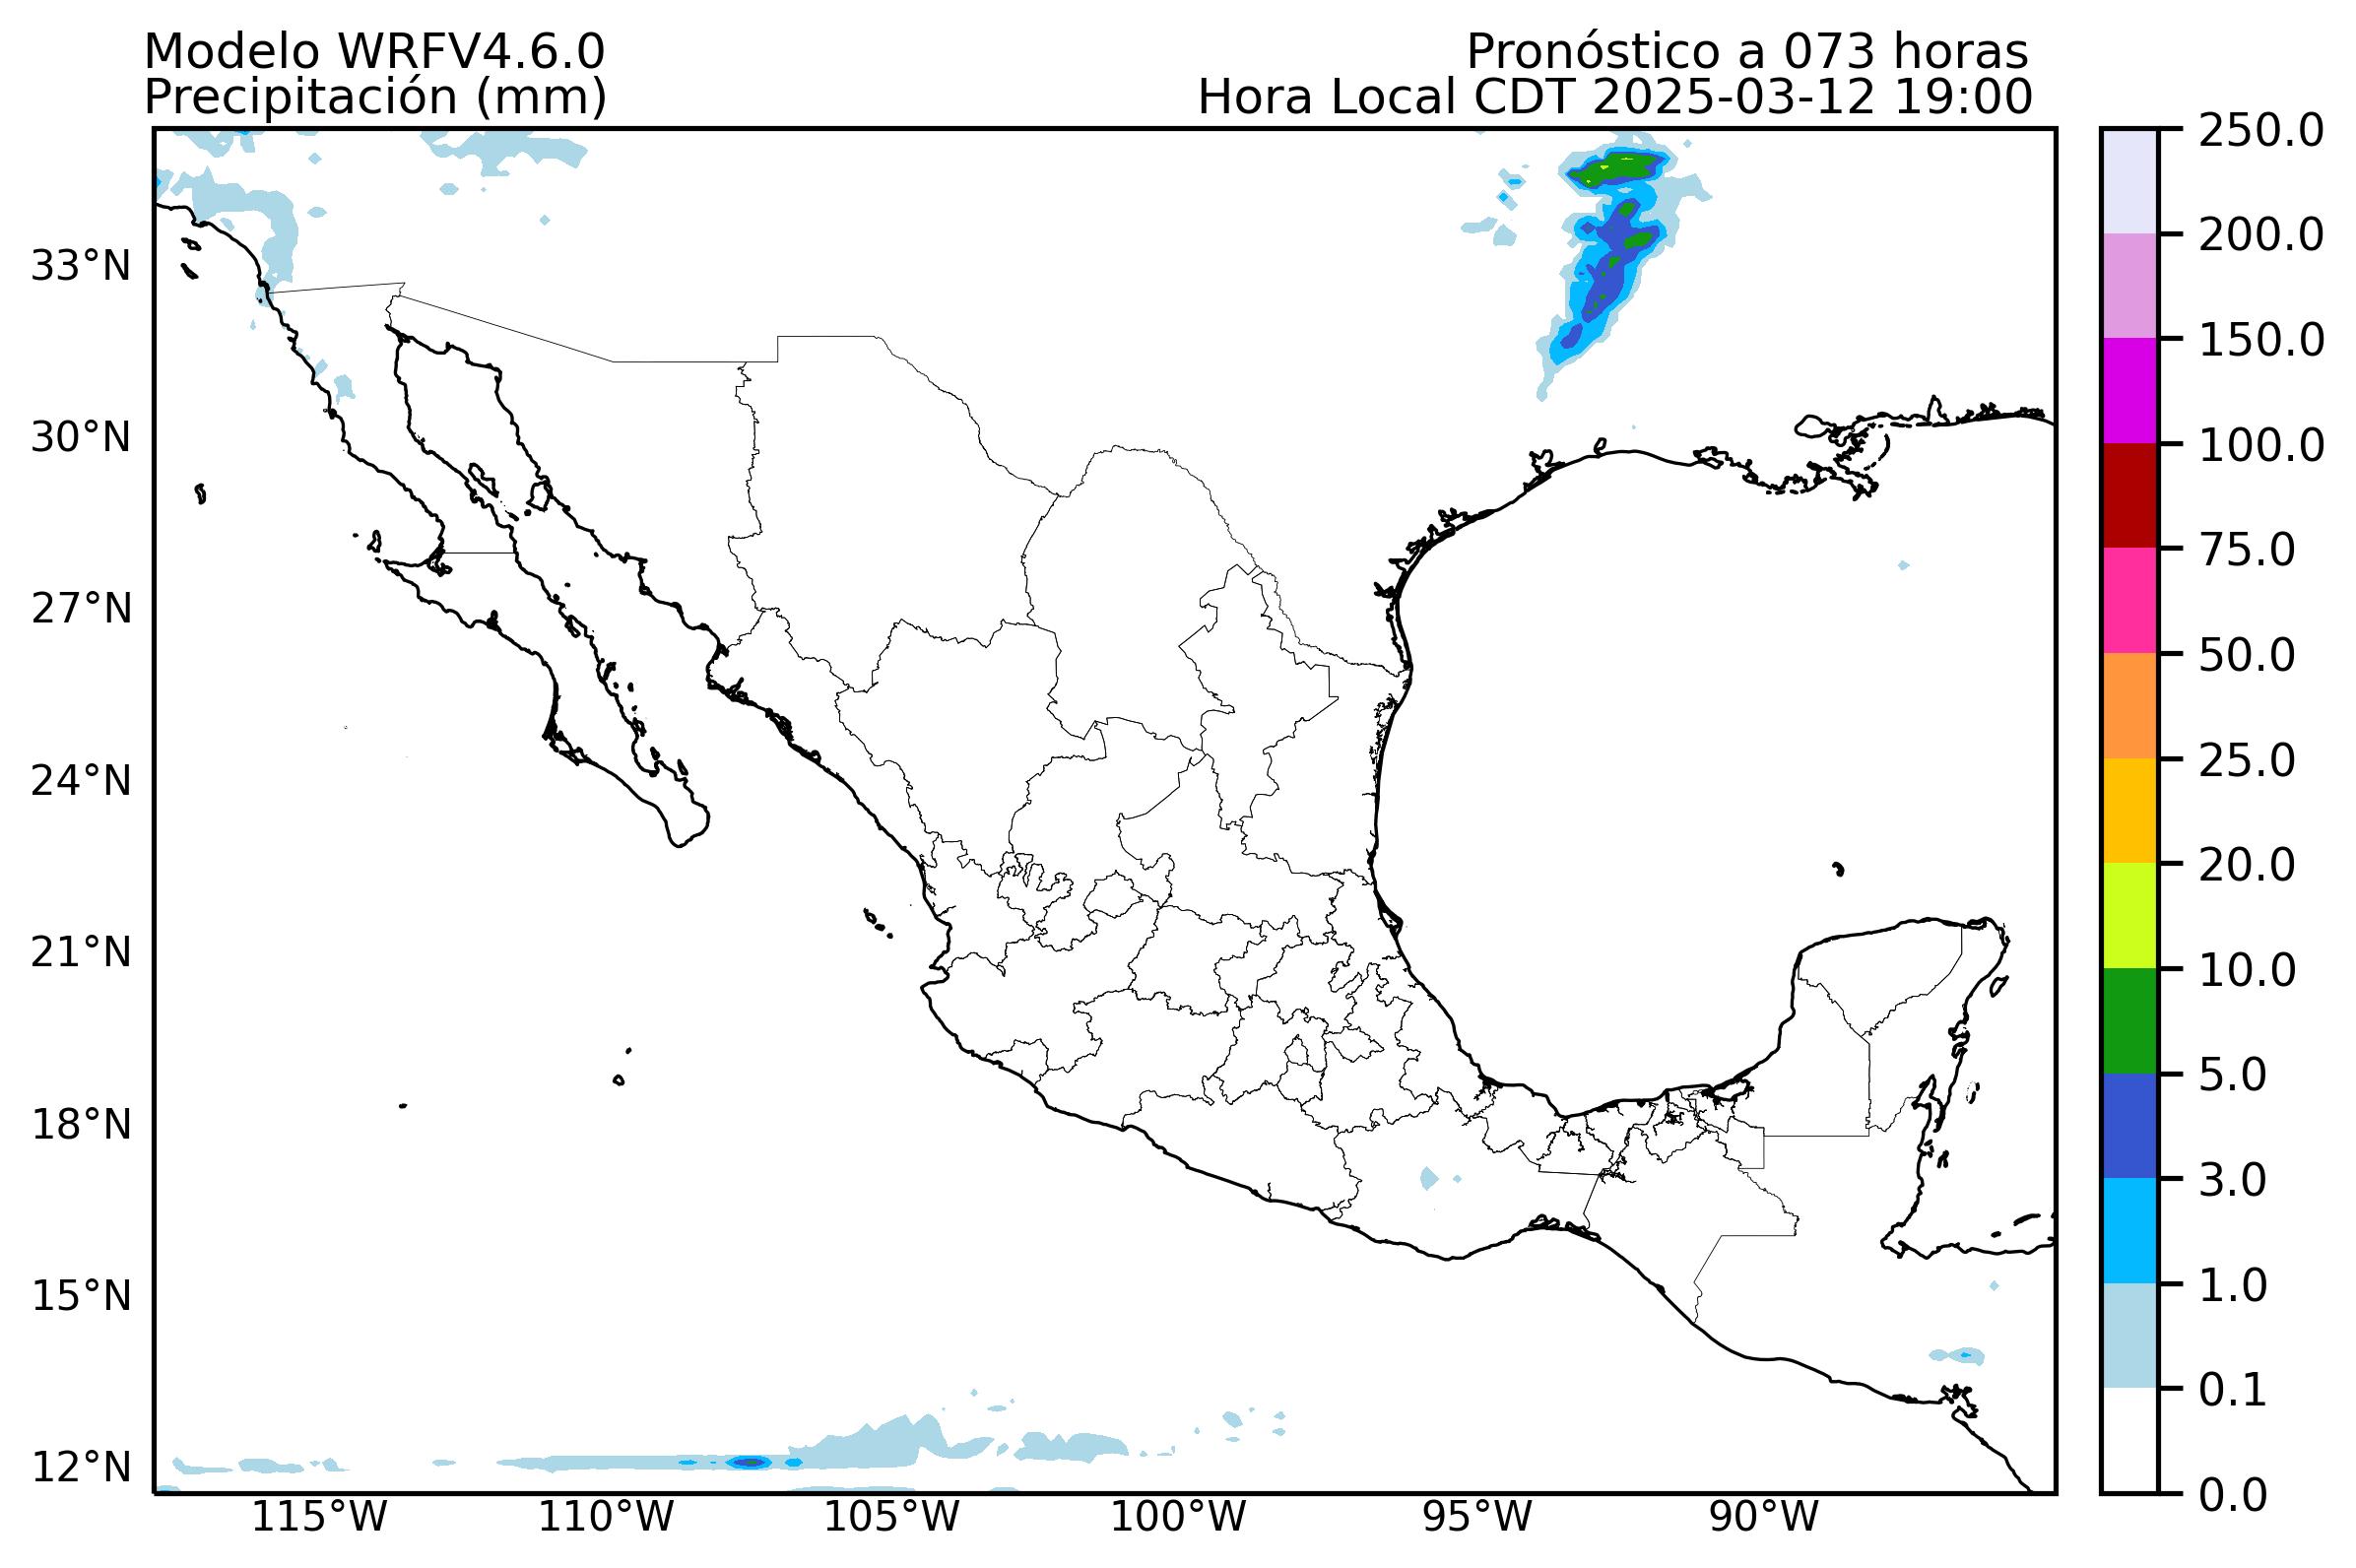 Modelo WRFV4.6.0
Pronóstico a 073 horas
Precipitación (mm)
Hora Local CDT 2025-03-12 19:00
33°N
30°N
27°N
24°N
21°N
18°N
15°N
12°N
115°W
110°W
105°W
100°W
95°W
90°W
250.0
200.0
150.0
100.0
75.0
50.0
25.0
20.0
10.0
5.0
3.0
1.0
0.1
0.0